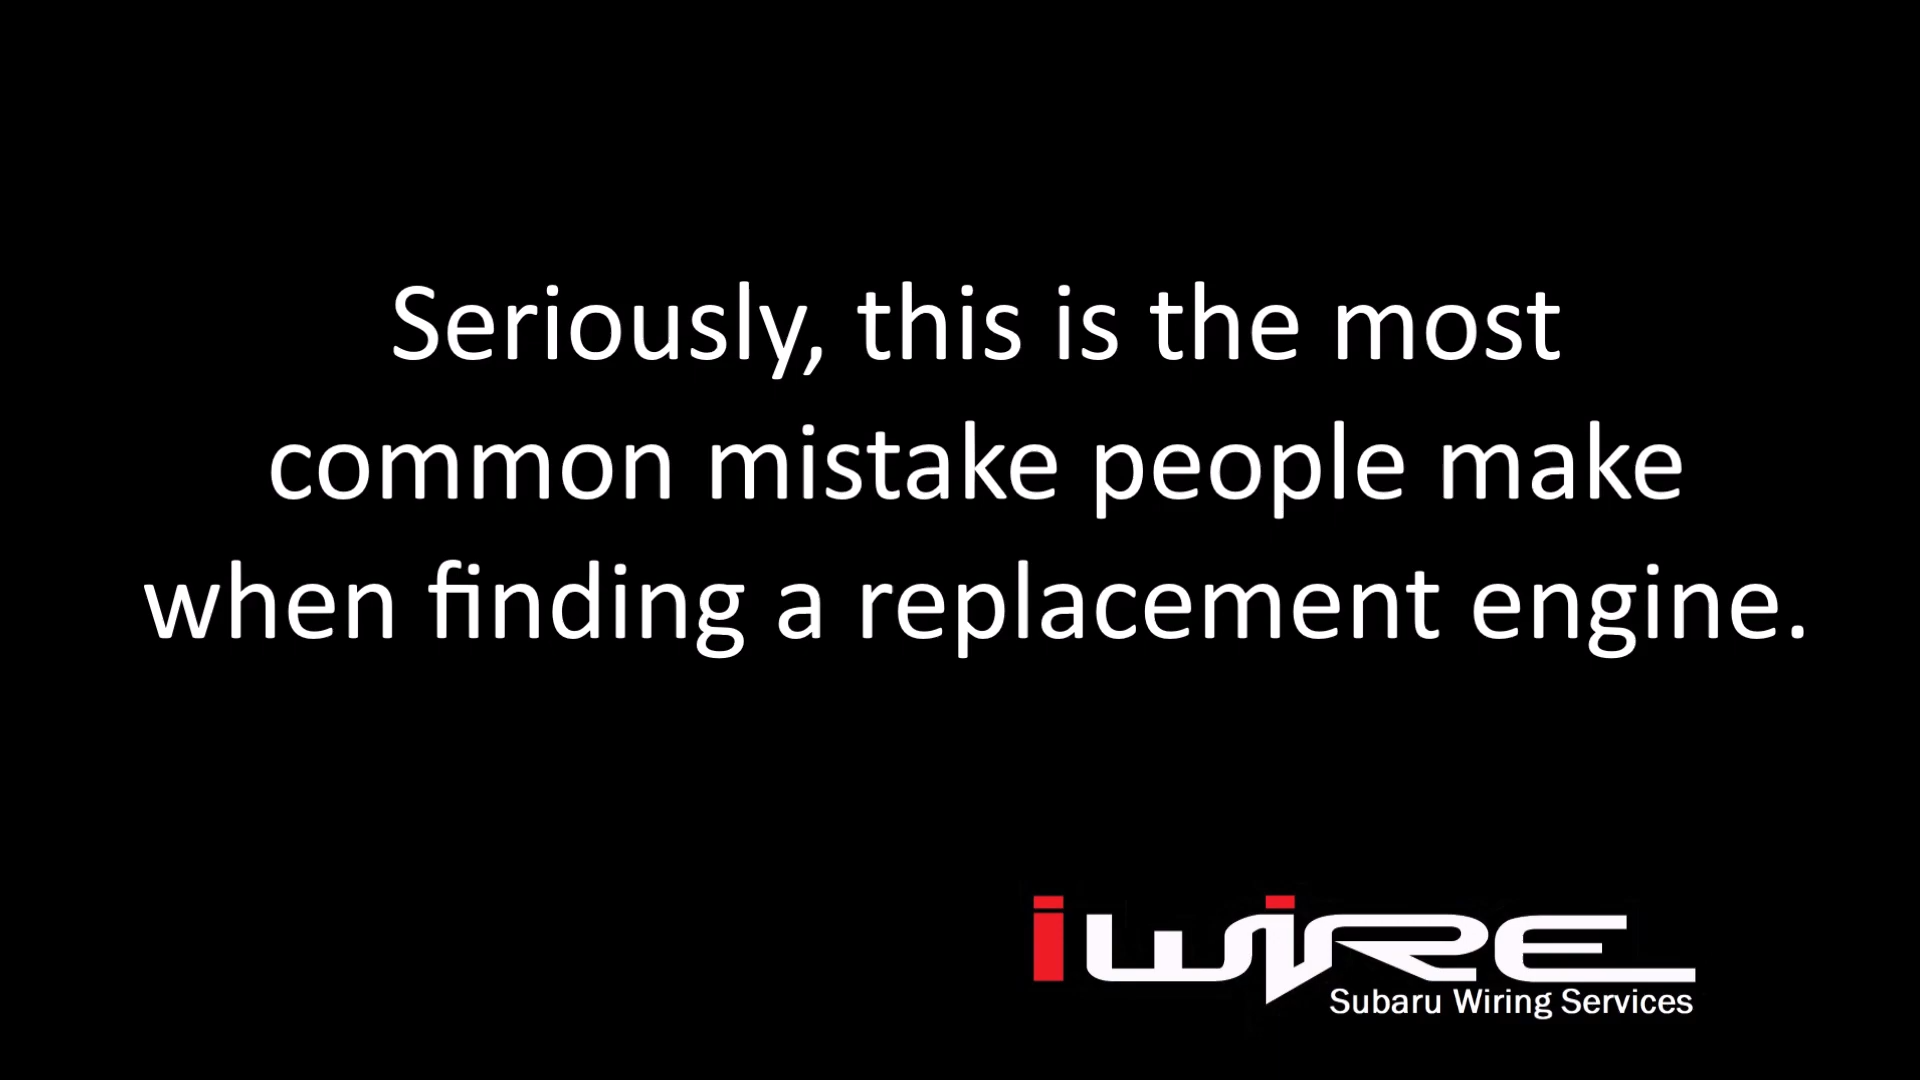 Seriously, this is the most
common mistake people make
when finding a replacement engine.
iWiRE
Subaru Wiring Services